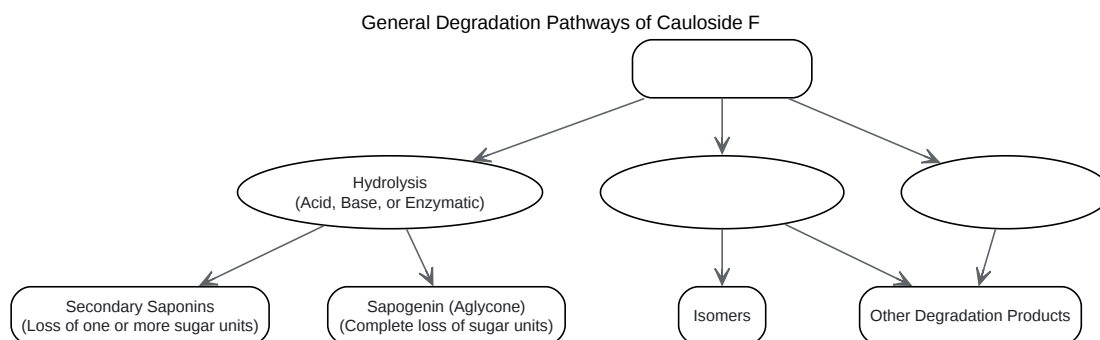 General Degradation Pathways of Cauloside F
Hydrolysis
(Acid, Base, or Enzymatic)
Secondary Saponins
(Loss of one or more sugar units)
Sapogenin (Aglycone)
(Complete loss of sugar units)
Isomers
Other Degradation Products